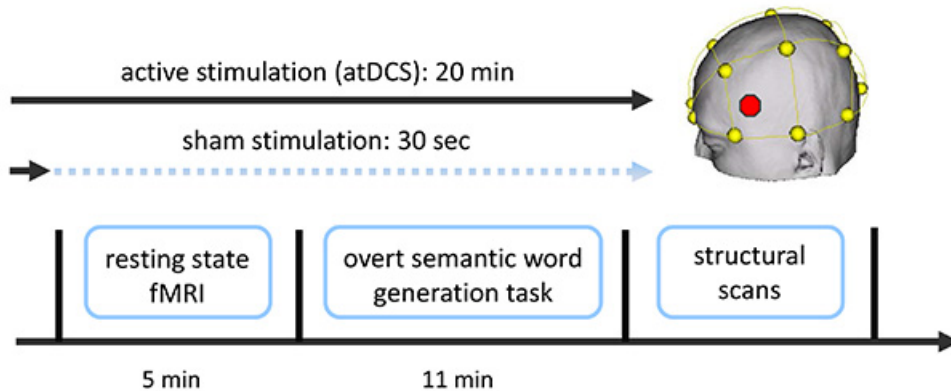 active stimulation (atDCS): 20 min
sham stimulation: 30 sec
resting state
fMRI
overt semantic word
generation task
structural
scans
5 min
11 min